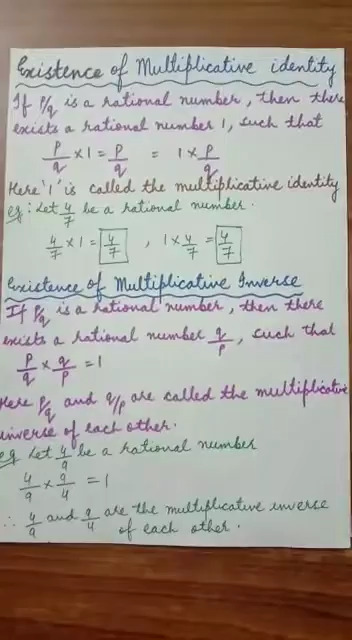 Existence of Multiplicative identity
If p/q is a rational number, then there
exists a rational number 1, such that
p/q × 1 = p/q = 1 × p/q
Here '1' is called the multiplicative identity
eg: Let 4/7 be a rational number.
4/7 × 1 = 4/7 , 1 × 4/7 = 4/7
Existence of Multiplicative Inverse
If p/q is a rational number, then there
exists a rational number q/p, such that
p/q × q/p = 1
Here p/q and q/p are called the multiplicative
inverse of each other.
eg Let 4/9 be a rational number
4/9 × 9/4 = 1
∴ 4/9 and 9/4 are the multiplicative inverse
of each other.